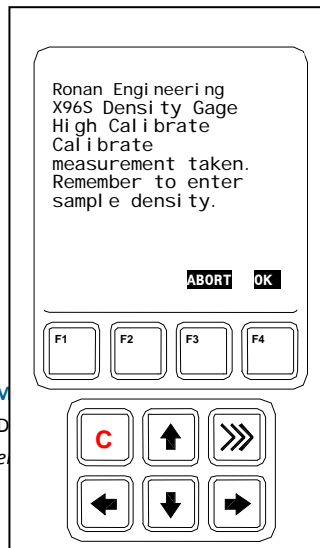 Ronan Engineering
X96S Density Gage
High Calibrate
Calibrate
measurement taken.
Remember to enter
sample density.
ABORT OK
F1 F2 F3 F4
C